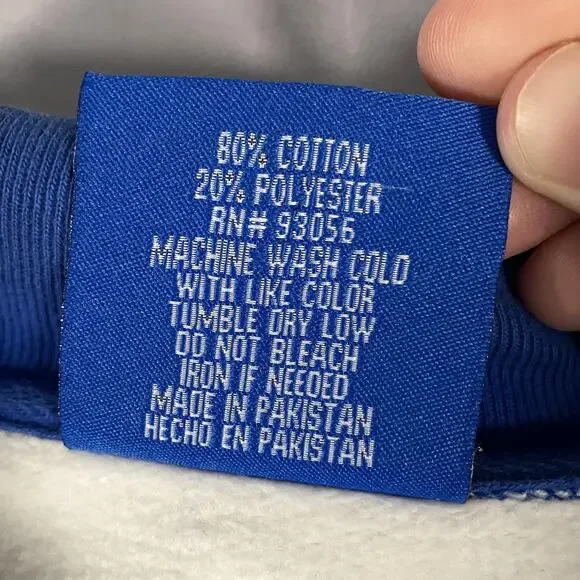 80% COTTON
20% POLYESTER
RN# 93056
MACHINE WASH COLD
WITH LIKE COLOR
TUMBLE DRY LOW
DO NOT BLEACH
IRON IF NEEDED
MADE IN PAKISTAN
HECHO EN PAKISTAN